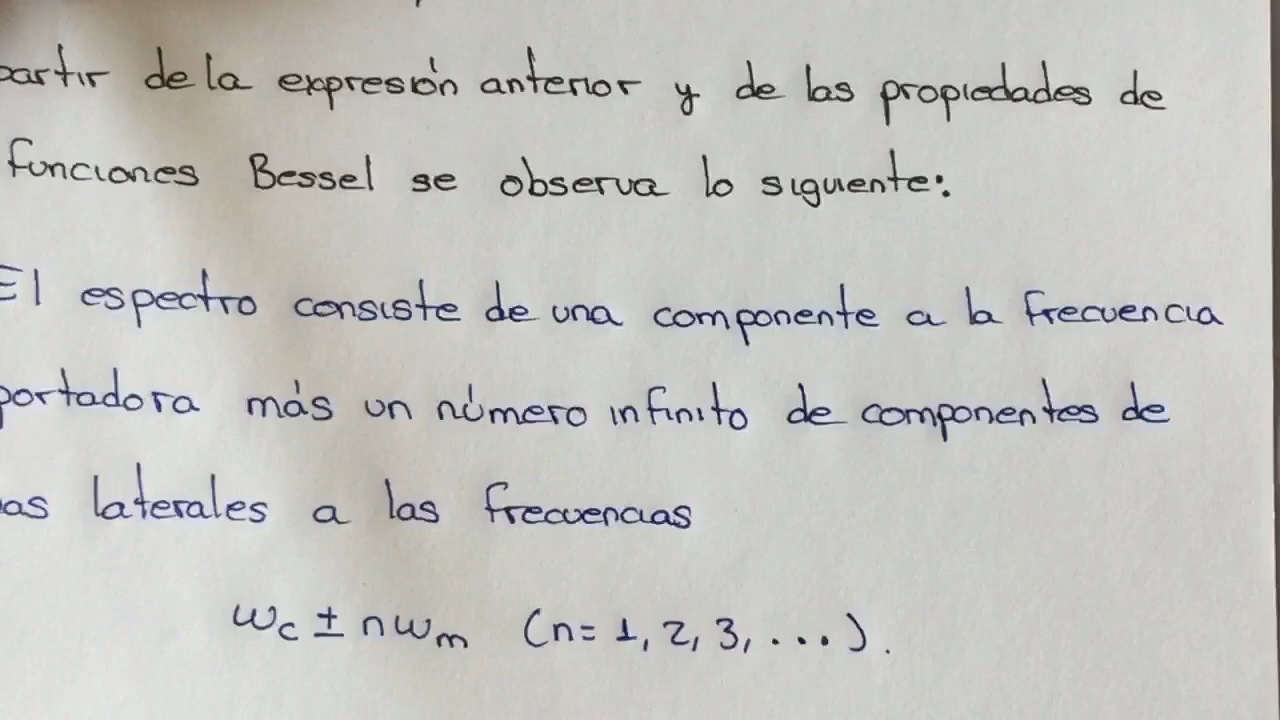 partir de la expresión anterior y de las propiedades de
funciones Bessel se observa lo siguiente:
El espectro consiste de una componente a la frecuencia
portadora más un número infinito de componentes de
as laterales a las frecuencias
ωc ± nωm (n= 1, 2, 3, ...).